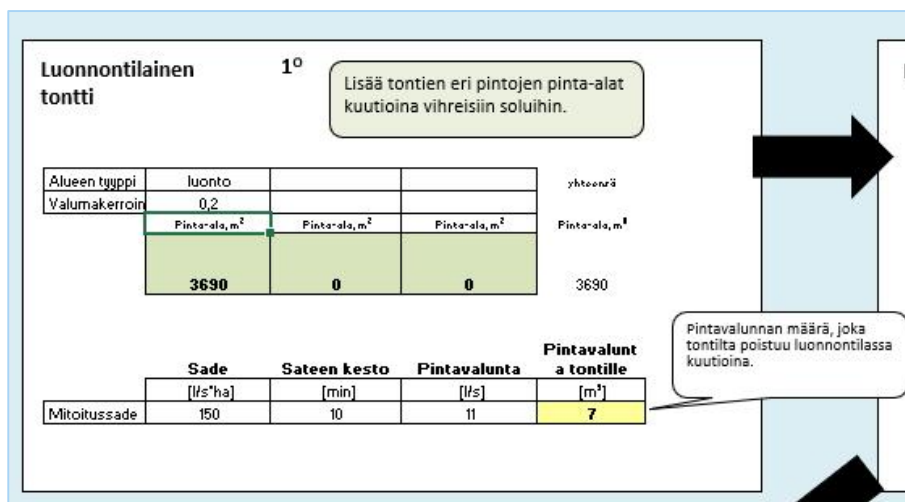 Luonnontilainen
tontti
1º
Lisää tontien eri pintojen pinta-alat
kuutioina vihreisiin soluihin.
Alueen tyyppi luonto yhteensä
Valumakerroin 0,2
Pinta-ala, m² Pinta-ala, m² Pinta-ala, m² Pinta-ala, m²
3690 0 0 3690
Pintavalunnan määrä, joka
tontilta poistuu luonnontilassa
kuutioina.
Pintavalunt
Sade Sateen kesto Pintavalunta a tontille
[l/s*ha] [min] [l/s] [m³]
Mitoitussade 150 10 11 7